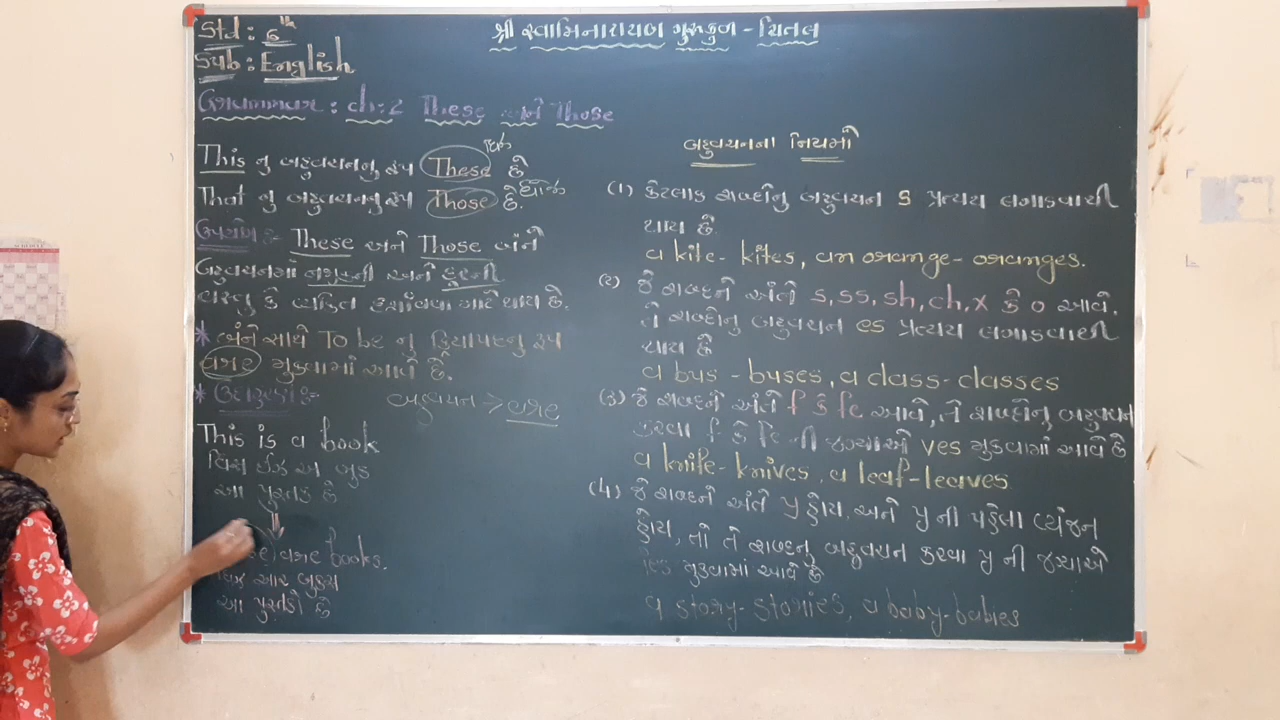 શ્રી સ્વામિનારાયણ ગુરુકુળ - ચિતલ
Std : 6th
Sub : English
ch: 2 These અને Those
This નુ બહુવચનનુ રૂપ These છે
ધિઝ
That નુ બહુવચનનુ રૂપ Those છે.
ધોઝ
ઉપયોગ :- These અને Those બંને
બહુવચનમાં નજીકની અને દુરની
વસ્તુ કે વ્યક્તિ દર્શાવવા માટે થાય છે.
* બંને સાથે To be નુ ક્રિયાપદનુ રૂપ
are મુકવામાં આવે છે.
* ઉદાહરણ :-
બહુવચન → are
This is a book
ધિસ ઈઝ અ બુક
આ પુસ્તક છે
↓
are books.
ધિઝ આર બુક્સ
આ પુસ્તકો છે
બહુવચનના નિયમો
(1) કેટલાક શબ્દોનુ બહુવચન s પ્રત્યય લગાડવાથી
થાય છે.
a kite - kites, an orange - oranges.
(2) જે શબ્દને અંતે s, ss, sh, ch, x કે o આવે,
તે શબ્દોનુ બહુવચન es પ્રત્યય લગાડવાથી
થાય છે
a bus - buses, a class - classes
(3) જે શબ્દને અંતે f કે fe આવે, તે શબ્દોનુ બહુવચન
કરવા f કે fe ની જગ્યાએ ves મુકવામાં આવે છે
a knife - knives, a leaf - leaves
(4) જે શબ્દને અંતે y હોય, અને y ની પહેલા વ્યંજન
હોય, તો તે શબ્દનુ બહુવચન કરવા y ની જગ્યાએ
ies મુકવામાં આવે છે
a story - stories, a baby - babies